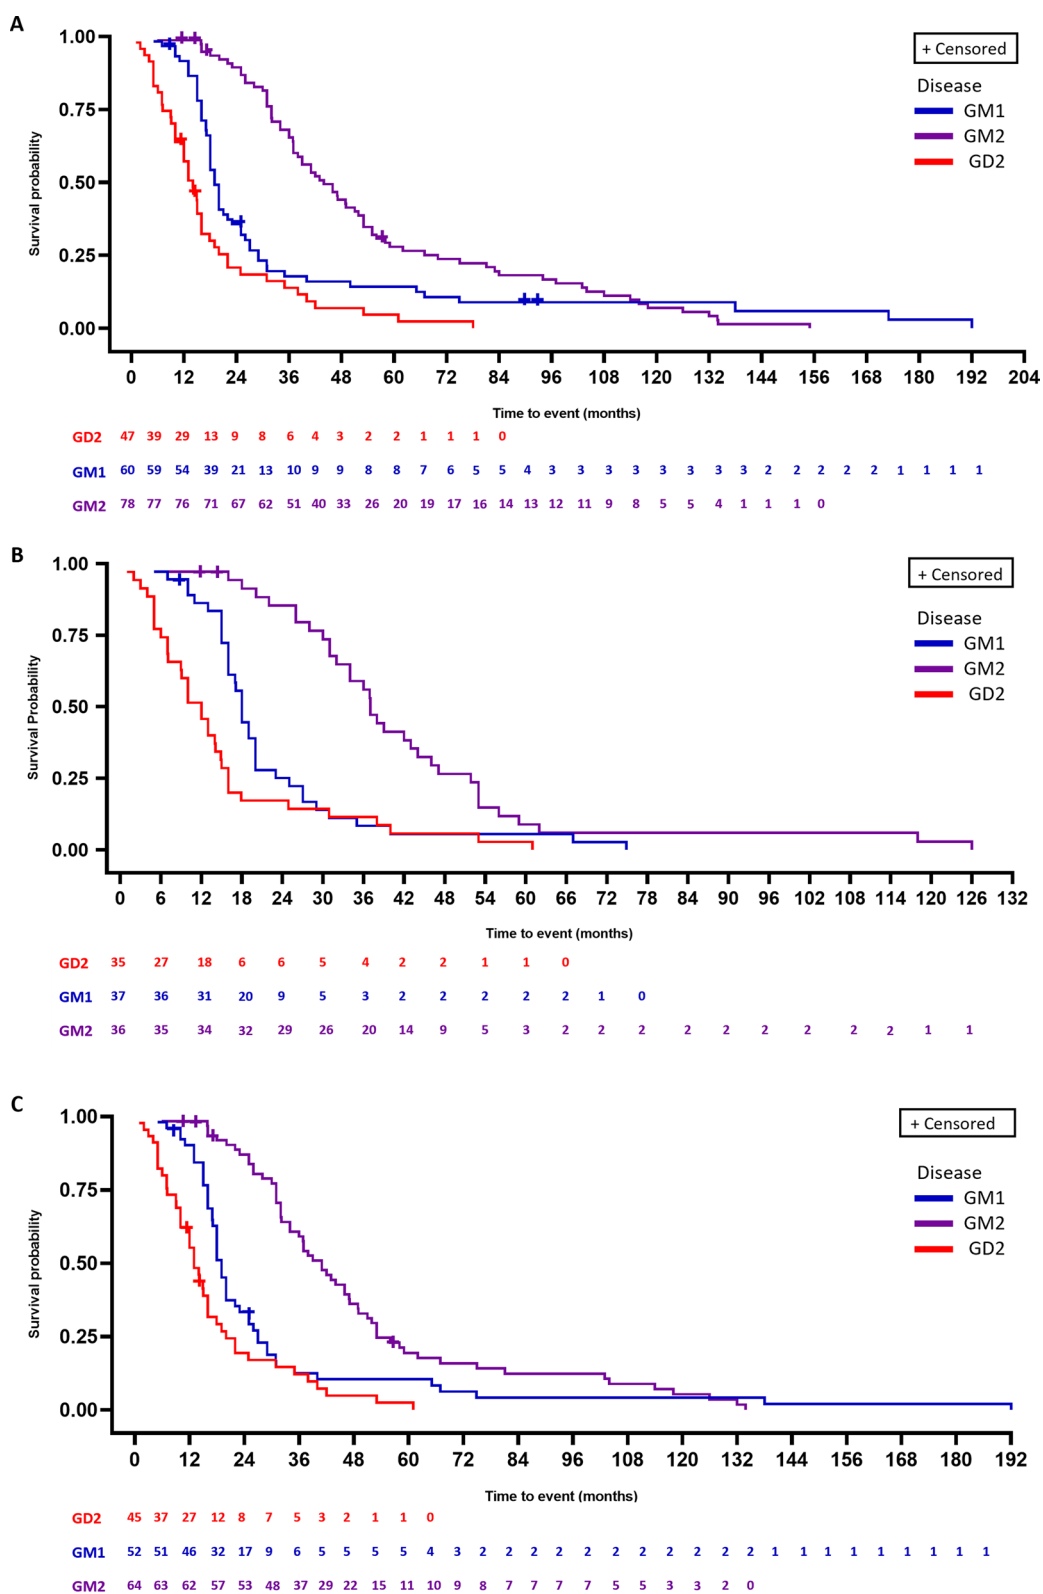 A
1.00
0.75
0.50
0.25
0.00
Survival probability
+ Censored
Disease
GM1
GM2
GD2
0 12 24 36 48 60 72 84 96 108 120 132 144 156 168 180 192 204
Time to event (months)
GD2 47 39 29 13 9 8 6 4 3 2 2 1 1 1 0
GM1 60 59 54 39 21 13 10 9 9 8 8 7 6 5 5 4 3 3 3 3 3 3 3 3 2 2 2 2 2 1 1 1 1
GM2 78 77 76 71 67 62 51 40 33 26 20 19 17 16 14 13 12 11 9 8 5 5 4 1 1 1 0
B
1.00
0.75
0.50
0.25
0.00
Survival Probability
+ Censored
Disease
GM1
GM2
GD2
0 6 12 18 24 30 36 42 48 54 60 66 72 78 84 90 96 102 108 114 120 126 132
Time to event (months)
GD2 35 27 18 6 6 5 4 2 2 1 1 0
GM1 37 36 31 20 9 5 3 2 2 2 2 2 1 0
GM2 36 35 34 32 29 26 20 14 9 5 3 2 2 2 2 2 2 2 2 2 1 1
C
1.00
0.75
0.50
0.25
0.00
Survival probability
+ Censored
Disease
GM1
GM2
GD2
0 12 24 36 48 60 72 84 96 108 120 132 144 156 168 180 192
Time to event (months)
GD2 45 37 27 12 8 7 5 3 2 1 1 0
GM1 52 51 46 32 17 9 6 5 5 5 5 4 3 2 2 2 2 2 2 2 2 2 2 2 1 1 1 1 1 1 1 1 1
GM2 64 63 62 57 53 48 37 29 22 15 11 10 9 8 7 7 7 7 5 5 3 3 2 0